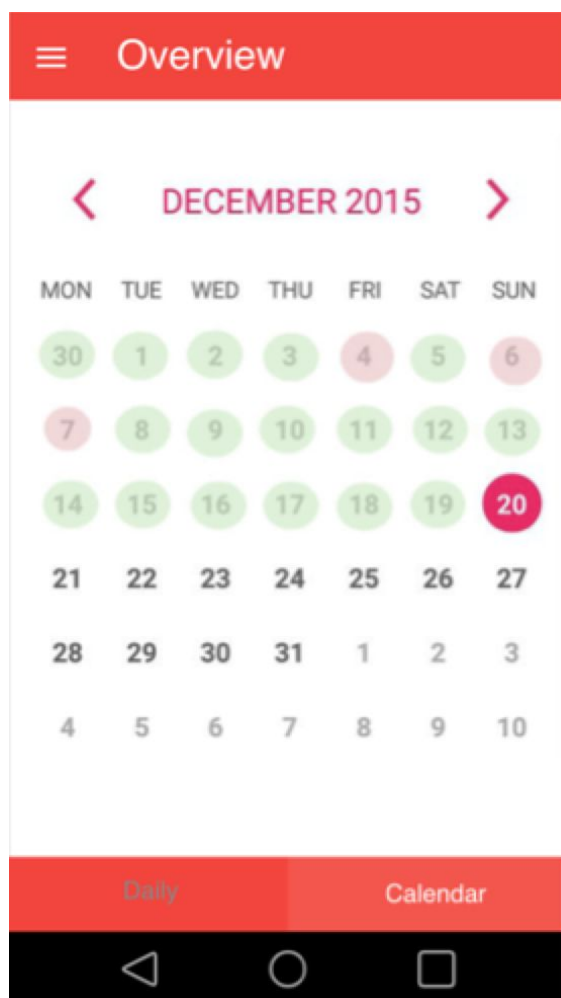 Overview
DECEMBER 2015
MON TUE WED THU FRI SAT SUN
30 1 2 3 4 5 6
7 8 9 10 11 12 13
14 15 16 17 18 19 20
21 22 23 24 25 26 27
28 29 30 31 1 2 3
4 5 6 7 8 9 10
Daily Calendar